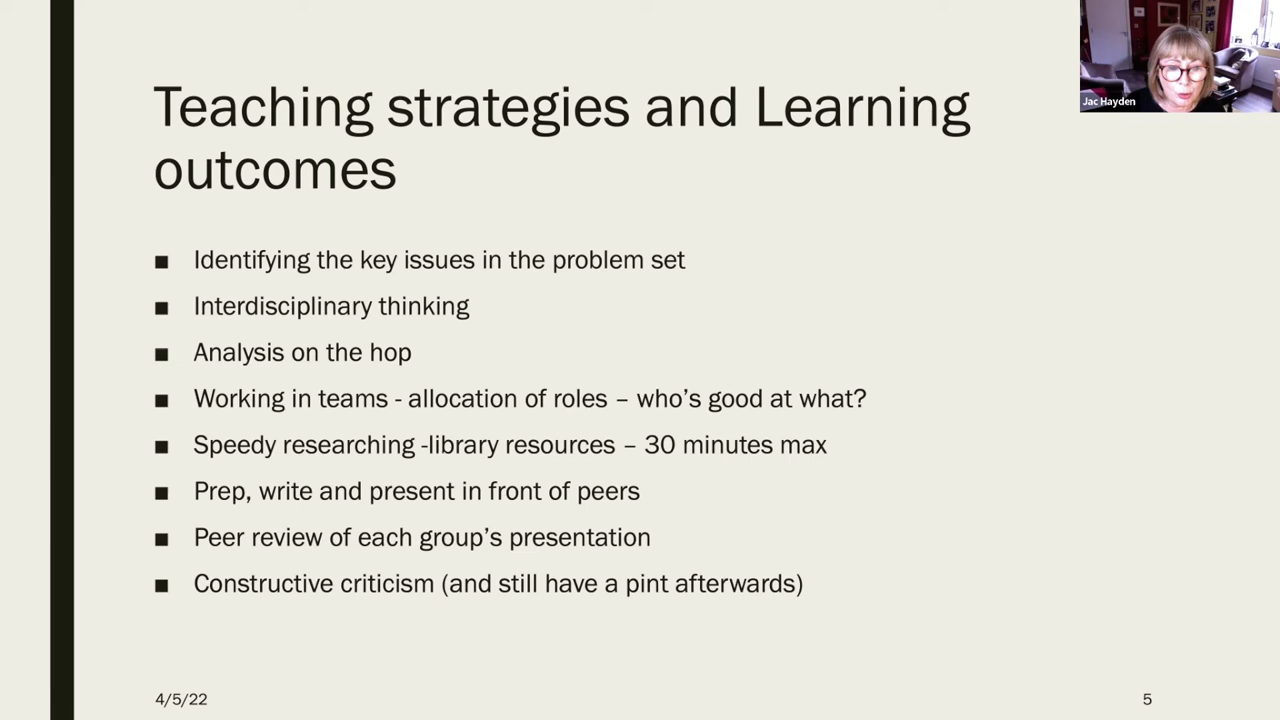 Jac Hayden
Teaching strategies and Learning
outcomes
■ Identifying the key issues in the problem set
■ Interdisciplinary thinking
■ Analysis on the hop
■ Working in teams - allocation of roles – who’s good at what?
■ Speedy researching -library resources – 30 minutes max
■ Prep, write and present in front of peers
■ Peer review of each group’s presentation
■ Constructive criticism (and still have a pint afterwards)
4/5/22
5